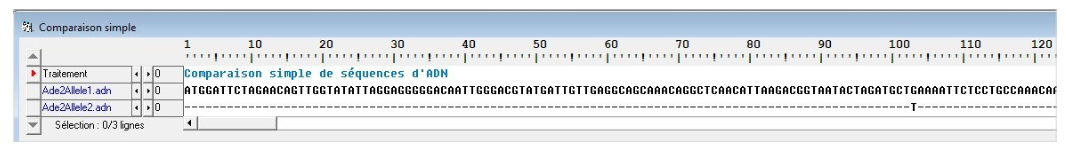 Comparaison simple
1 10 20 30 40 50 60 70 80 90 100 110 120
Traitement 0 Comparaison simple de séquences d'ADN
Ade2Allele1.adn 0 ATGGATTCTAGAACAGTTGGTATATTAGGAGGGGGACAATTGGGACGTATGATTGTTGAGGCAGCAAACAGGCTCAACATTAAGACGGTAATACTAGATGCTGAAAATTCTCCTGCCAAACAA
Ade2Allele2.adn 0 ------------------------------------------------------------------------------------------------------T--------------------
Sélection : 0/3 lignes